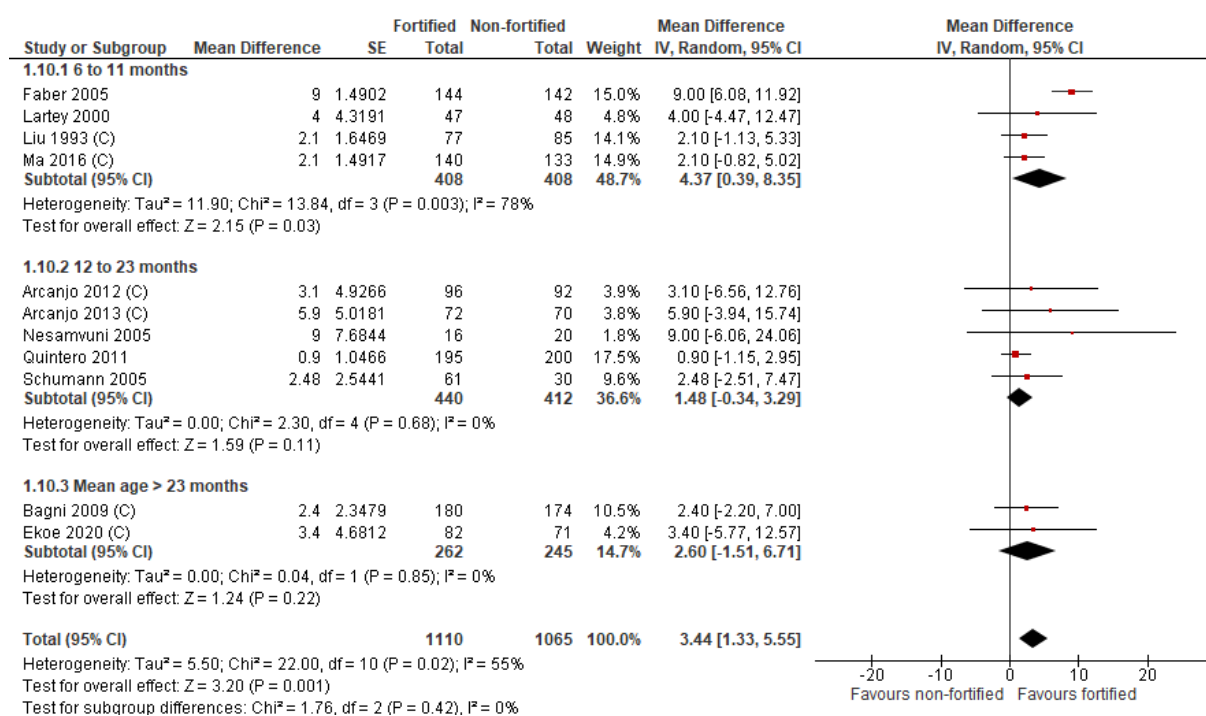 Fortified Non-fortified Mean Difference Mean Difference
Study or Subgroup Mean Difference SE Total Total Weight IV, Random, 95% CI IV, Random, 95% CI
1.10.1 6 to 11 months
Faber 2005 9 1.4902 144 142 15.0% 9.00 [6.08, 11.92]
Lartey 2000 4 4.3191 47 48 4.8% 4.00 [-4.47, 12.47]
Liu 1993 (C) 2.1 1.6469 77 85 14.1% 2.10 [-1.13, 5.33]
Ma 2016 (C) 2.1 1.4917 140 133 14.9% 2.10 [-0.82, 5.02]
Subtotal (95% CI) 408 408 48.7% 4.37 [0.39, 8.35]
Heterogeneity: Tau² = 11.90; Chi² = 13.84, df = 3 (P = 0.003); I² = 78%
Test for overall effect: Z = 2.15 (P = 0.03)
1.10.2 12 to 23 months
Arcanjo 2012 (C) 3.1 4.9266 96 92 3.9% 3.10 [-6.56, 12.76]
Arcanjo 2013 (C) 5.9 5.0181 72 70 3.8% 5.90 [-3.94, 15.74]
Nesamvuni 2005 9 7.6844 16 20 1.8% 9.00 [-6.06, 24.06]
Quintero 2011 0.9 1.0466 195 200 17.5% 0.90 [-1.15, 2.95]
Schumann 2005 2.48 2.5441 61 30 9.6% 2.48 [-2.51, 7.47]
Subtotal (95% CI) 440 412 36.6% 1.48 [-0.34, 3.29]
Heterogeneity: Tau² = 0.00; Chi² = 2.30, df = 4 (P = 0.68); I² = 0%
Test for overall effect: Z = 1.59 (P = 0.11)
1.10.3 Mean age > 23 months
Bagni 2009 (C) 2.4 2.3479 180 174 10.5% 2.40 [-2.20, 7.00]
Ekoe 2020 (C) 3.4 4.6812 82 71 4.2% 3.40 [-5.77, 12.57]
Subtotal (95% CI) 262 245 14.7% 2.60 [-1.51, 6.71]
Heterogeneity: Tau² = 0.00; Chi² = 0.04, df = 1 (P = 0.85); I² = 0%
Test for overall effect: Z = 1.24 (P = 0.22)
Total (95% CI) 1110 1065 100.0% 3.44 [1.33, 5.55]
Heterogeneity: Tau² = 5.50; Chi² = 22.00, df = 10 (P = 0.02); I² = 55%
Test for overall effect: Z = 3.20 (P = 0.001)
Test for subgroup differences: Chi² = 1.76, df = 2 (P = 0.42), I² = 0%
-20 -10 0 10 20
Favours non-fortified Favours fortified